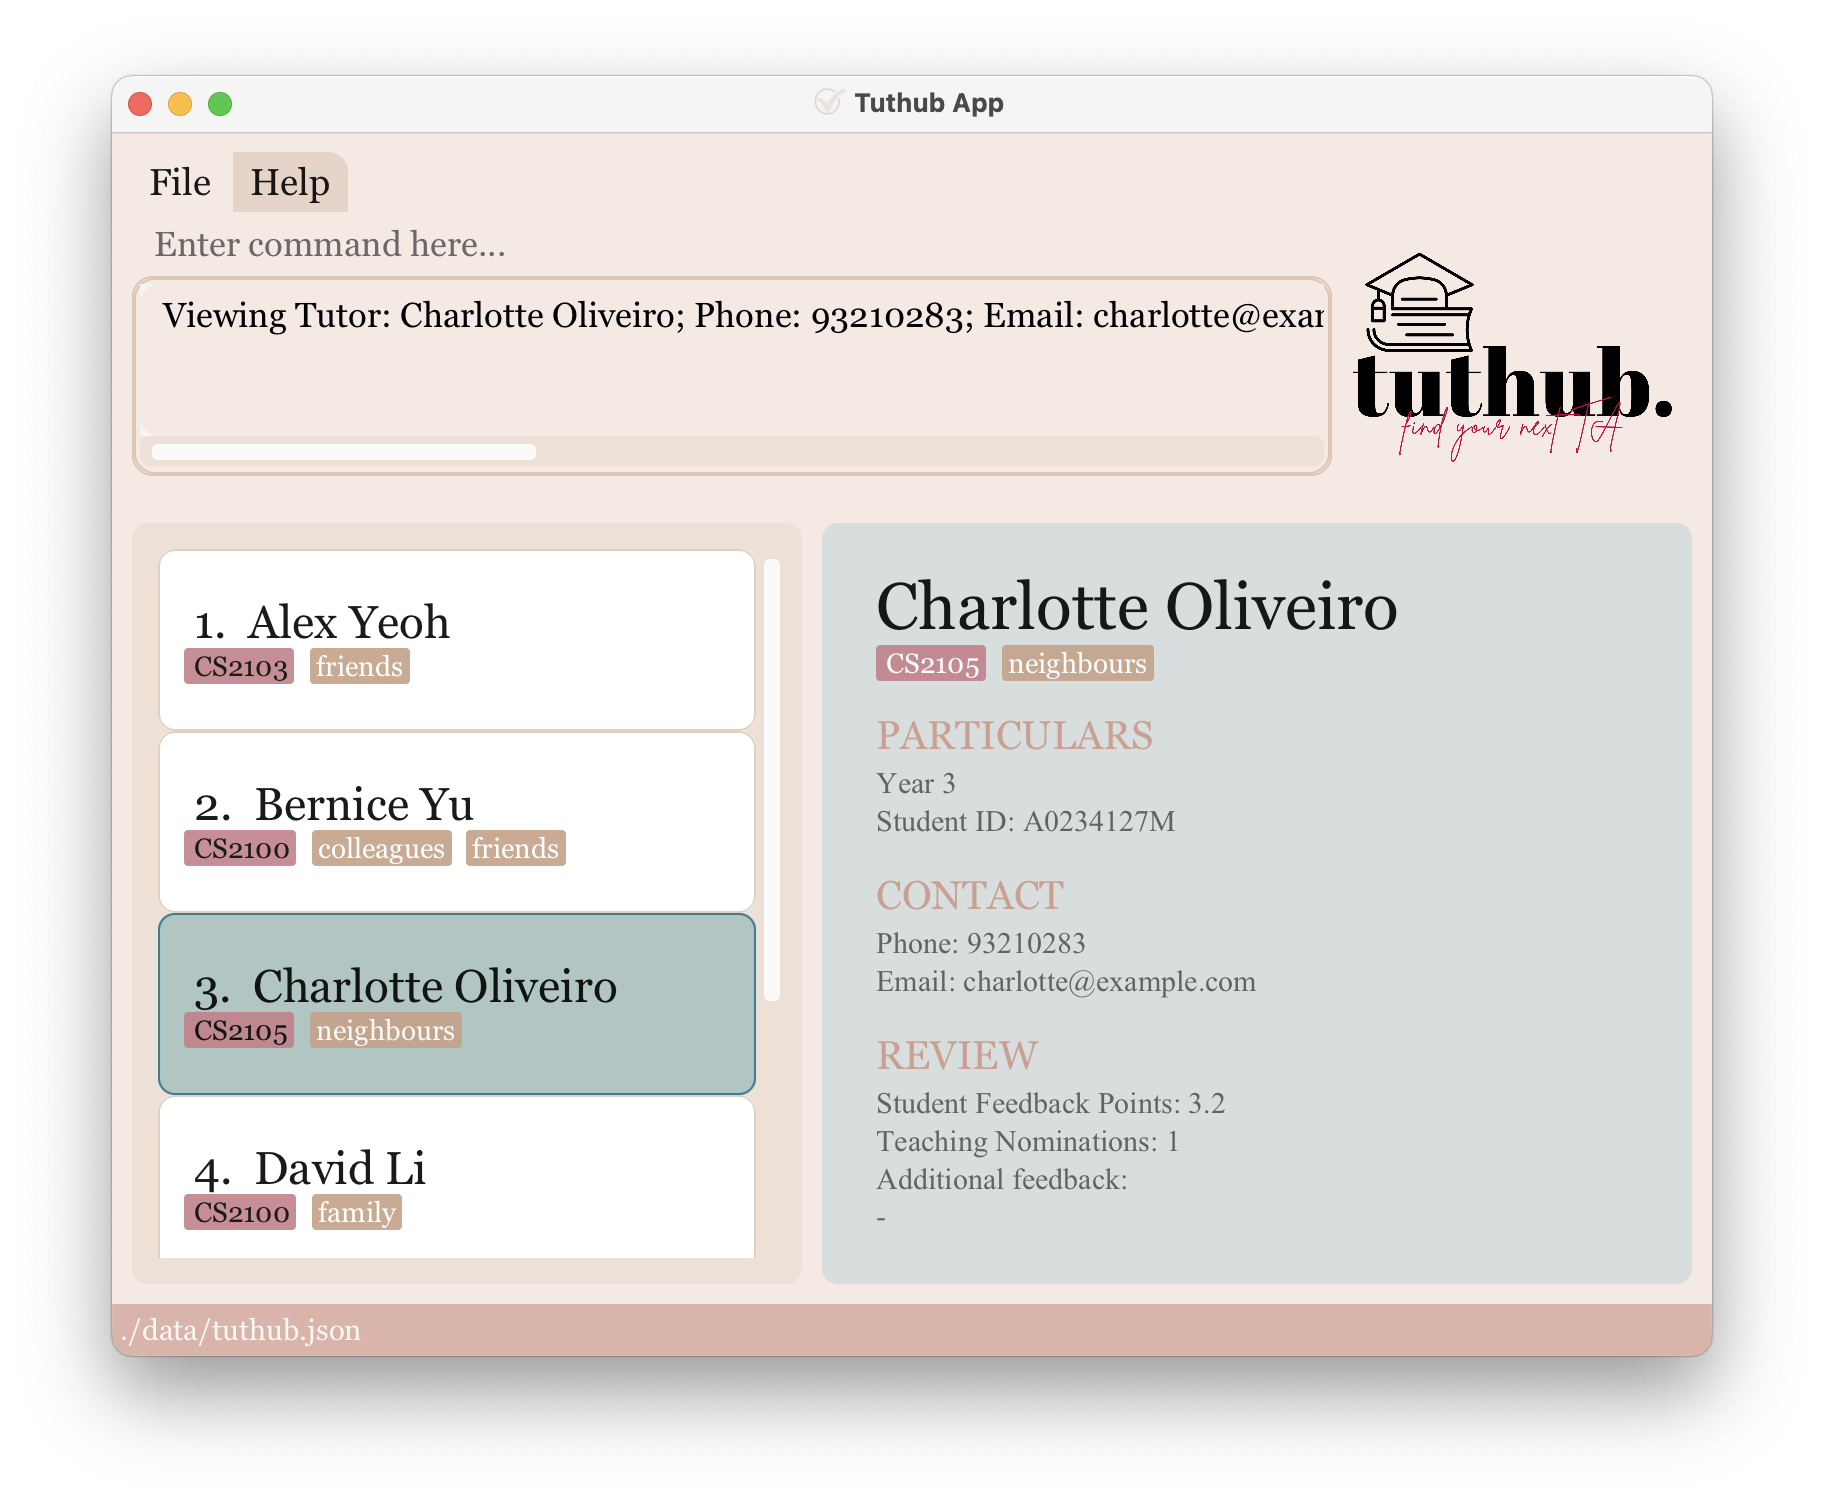 Tuthub App
File Help
Enter command here...
Viewing Tutor: Charlotte Oliveiro; Phone: 93210283; Email: charlotte@exar
tuthub.
find your next TA
1. Alex Yeoh
CS2103 friends
2. Bernice Yu
CS2100 colleagues friends
3. Charlotte Oliveiro
CS2105 neighbours
4. David Li
CS2100 family
Charlotte Oliveiro
CS2105 neighbours
PARTICULARS
Year 3
Student ID: A0234127M
CONTACT
Phone: 93210283
Email: charlotte@example.com
REVIEW
Student Feedback Points: 3.2
Teaching Nominations: 1
Additional feedback:
-
./data/tuthub.json